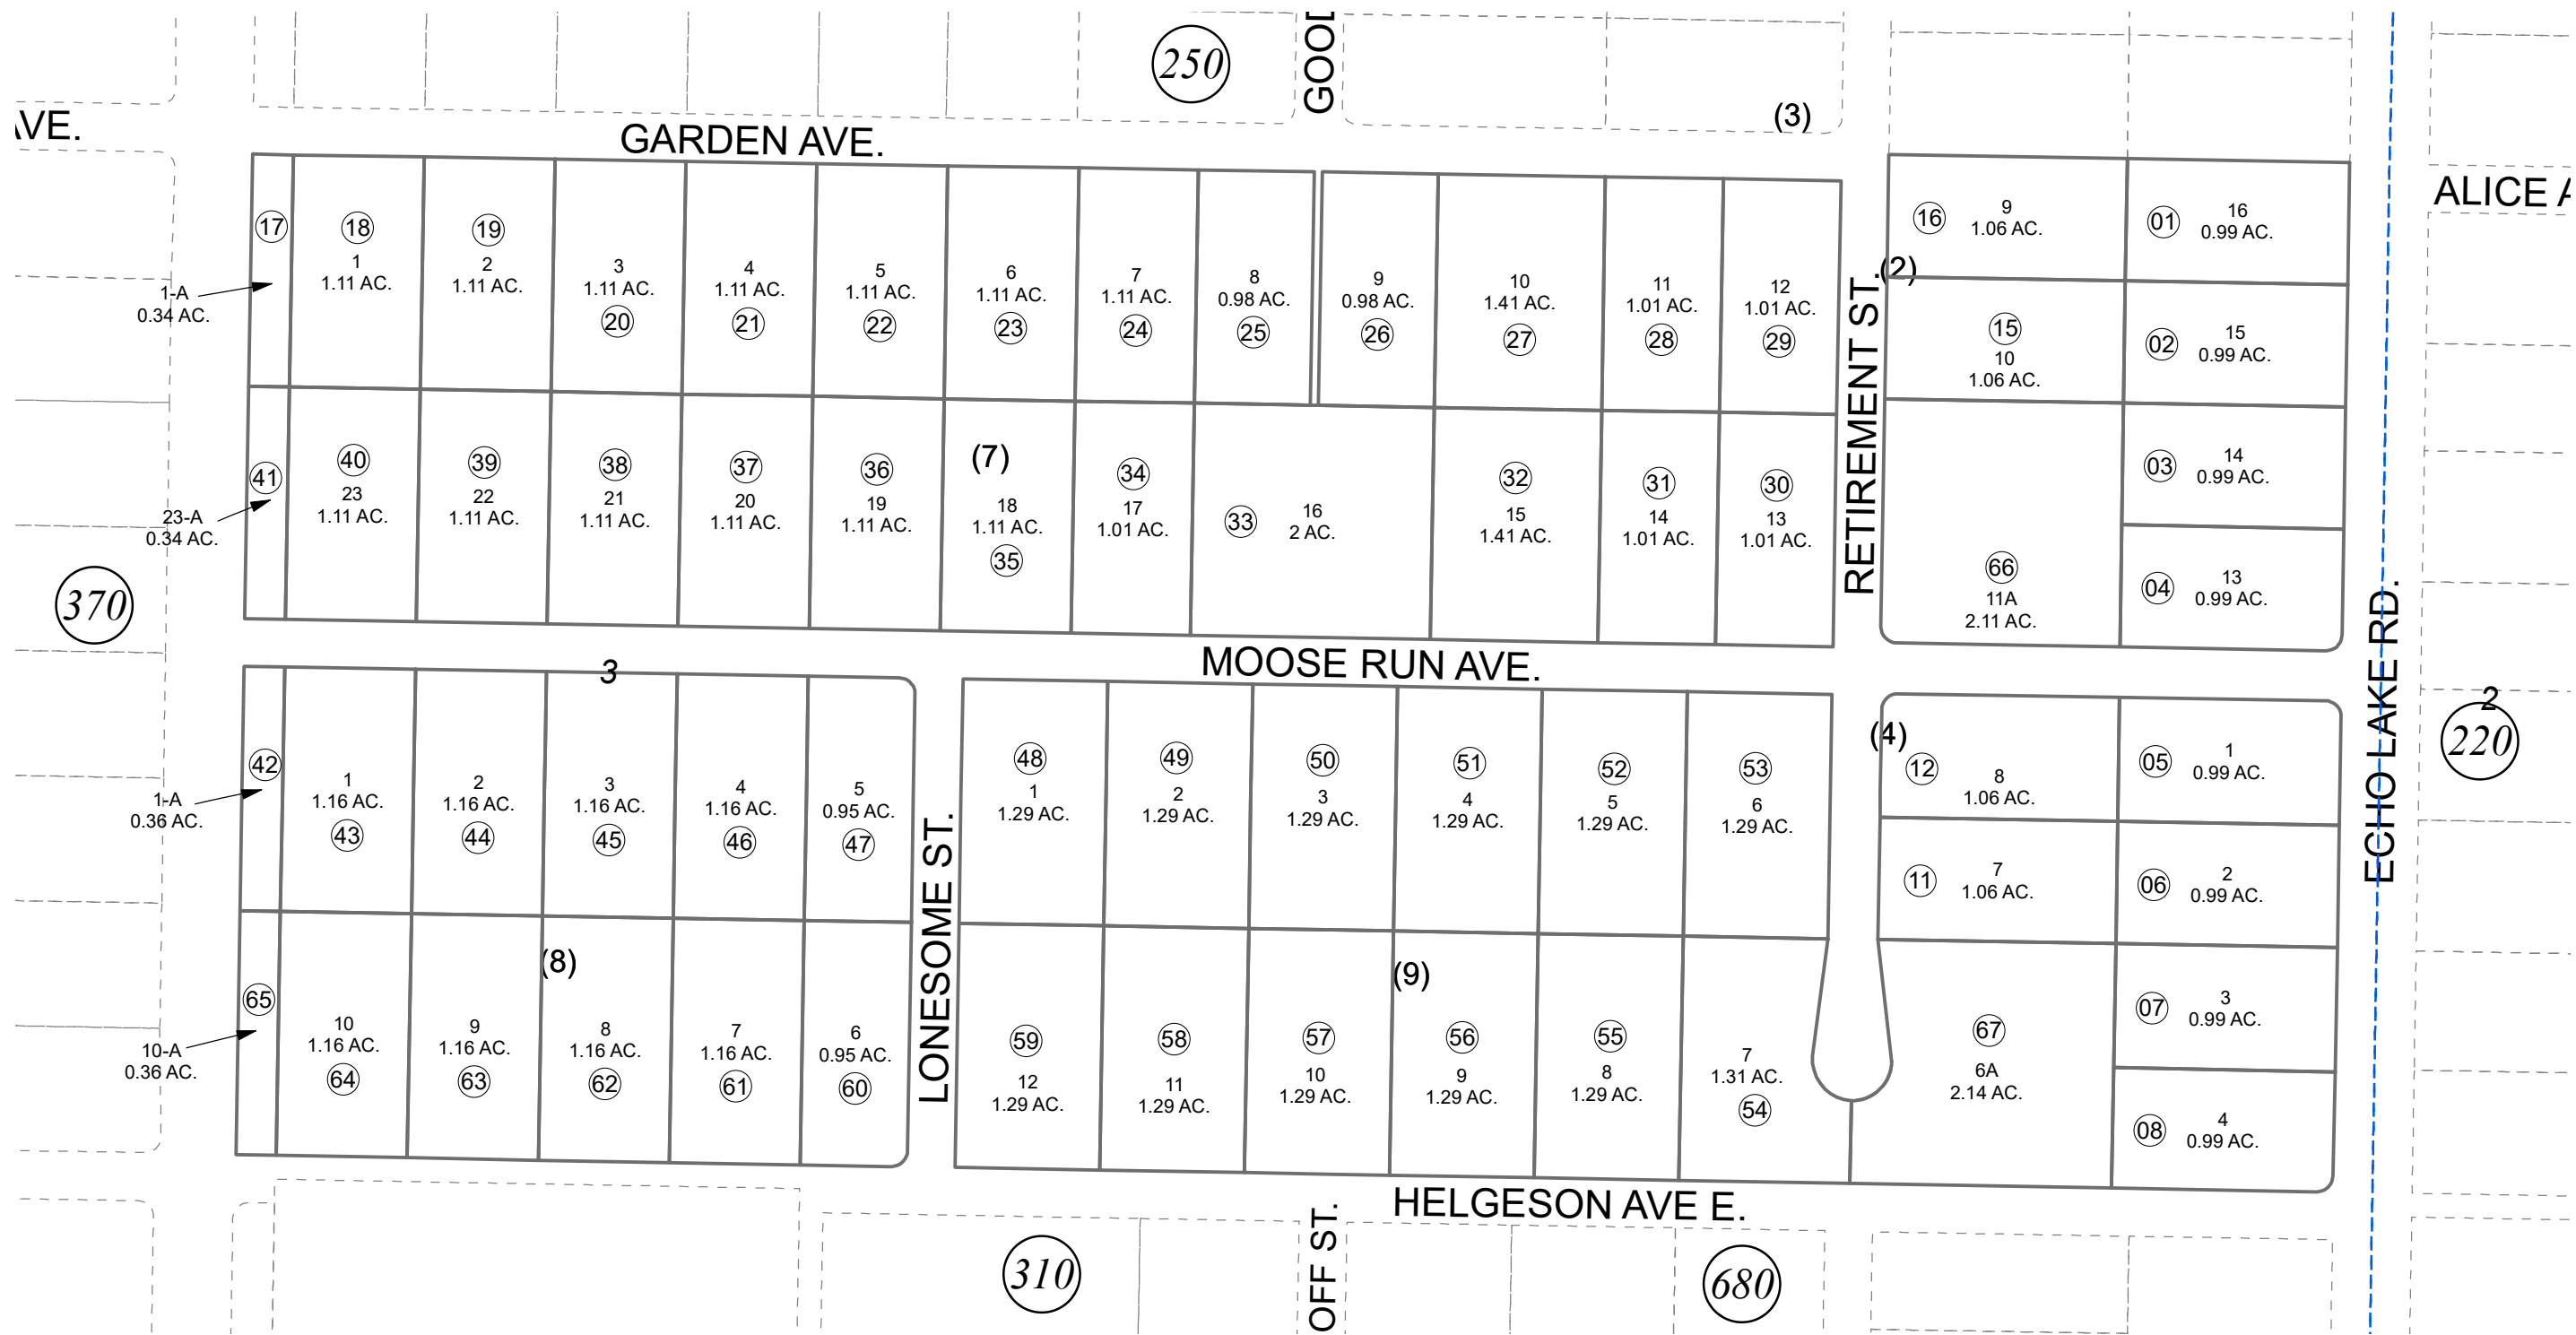 250
GOOD
(3)
AVE.
GARDEN AVE.
ALICE A
17
1-A
0.34 AC.
18
1
1.11 AC.
19
2
1.11 AC.
3
1.11 AC.
20
4
1.11 AC.
21
5
1.11 AC.
22
6
1.11 AC.
23
7
1.11 AC.
24
8
0.98 AC.
25
9
0.98 AC.
26
10
1.41 AC.
27
11
1.01 AC.
28
12
1.01 AC.
29
RETIREMENT ST.
(2)
16
9
1.06 AC.
01
16
0.99 AC.
15
10
1.06 AC.
02
15
0.99 AC.
03
14
0.99 AC.
66
11A
2.11 AC.
04
13
0.99 AC.
41
23-A
0.34 AC.
40
23
1.11 AC.
39
22
1.11 AC.
38
21
1.11 AC.
37
20
1.11 AC.
36
19
1.11 AC.
(7)
18
1.11 AC.
35
34
17
1.01 AC.
33
16
2 AC.
32
15
1.41 AC.
31
14
1.01 AC.
30
13
1.01 AC.
370
MOOSE RUN AVE.
3
ECHO LAKE RD.
2
220
42
1-A
0.36 AC.
1
1.16 AC.
43
2
1.16 AC.
44
3
1.16 AC.
45
4
1.16 AC.
46
5
0.95 AC.
47
LONESOME ST.
48
1
1.29 AC.
49
2
1.29 AC.
50
3
1.29 AC.
51
4
1.29 AC.
52
5
1.29 AC.
53
6
1.29 AC.
(4)
12
8
1.06 AC.
05
1
0.99 AC.
11
7
1.06 AC.
06
2
0.99 AC.
07
3
0.99 AC.
67
6A
2.14 AC.
08
4
0.99 AC.
65
10-A
0.36 AC.
10
1.16 AC.
64
9
1.16 AC.
63
(8)
8
1.16 AC.
62
7
1.16 AC.
61
6
0.95 AC.
60
59
12
1.29 AC.
58
11
1.29 AC.
57
10
1.29 AC.
(9)
56
9
1.29 AC.
55
8
1.29 AC.
7
1.31 AC.
54
HELGESON AVE E.
310
OFF ST.
680